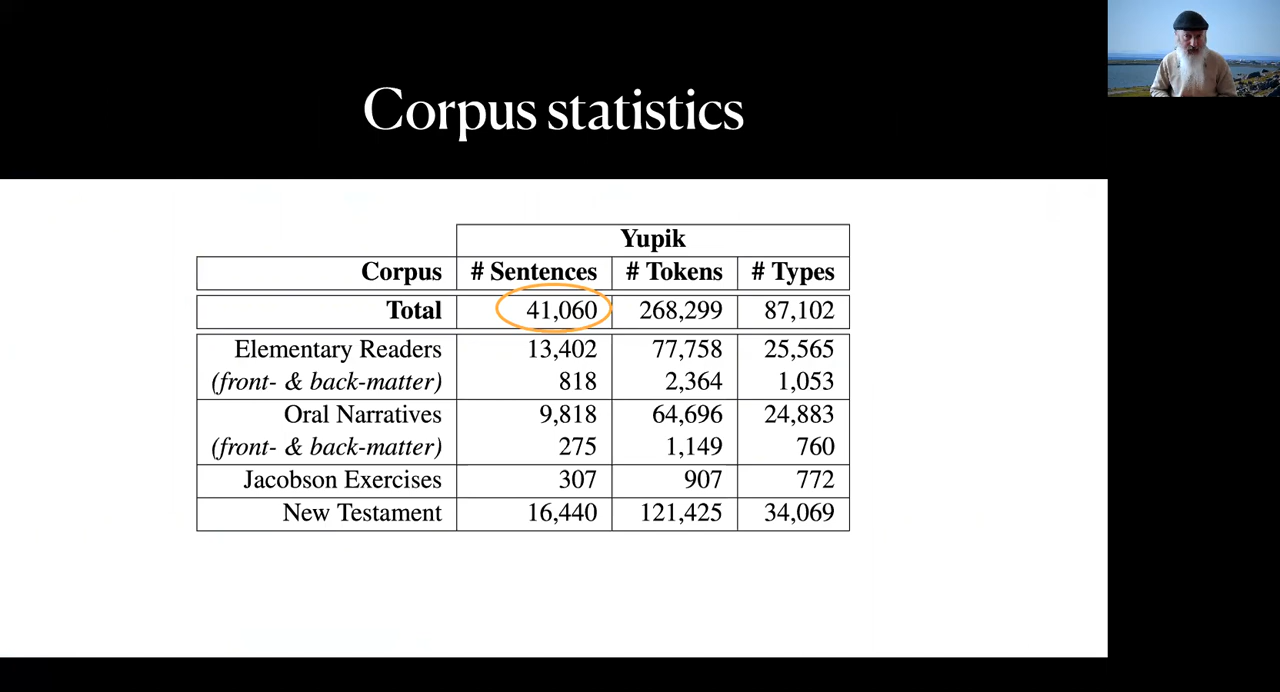 Corpus statistics
Yupik
Corpus # Sentences # Tokens # Types
Total 41,060 268,299 87,102
Elementary Readers 13,402 77,758 25,565
(front- & back-matter) 818 2,364 1,053
Oral Narratives 9,818 64,696 24,883
(front- & back-matter) 275 1,149 760
Jacobson Exercises 307 907 772
New Testament 16,440 121,425 34,069